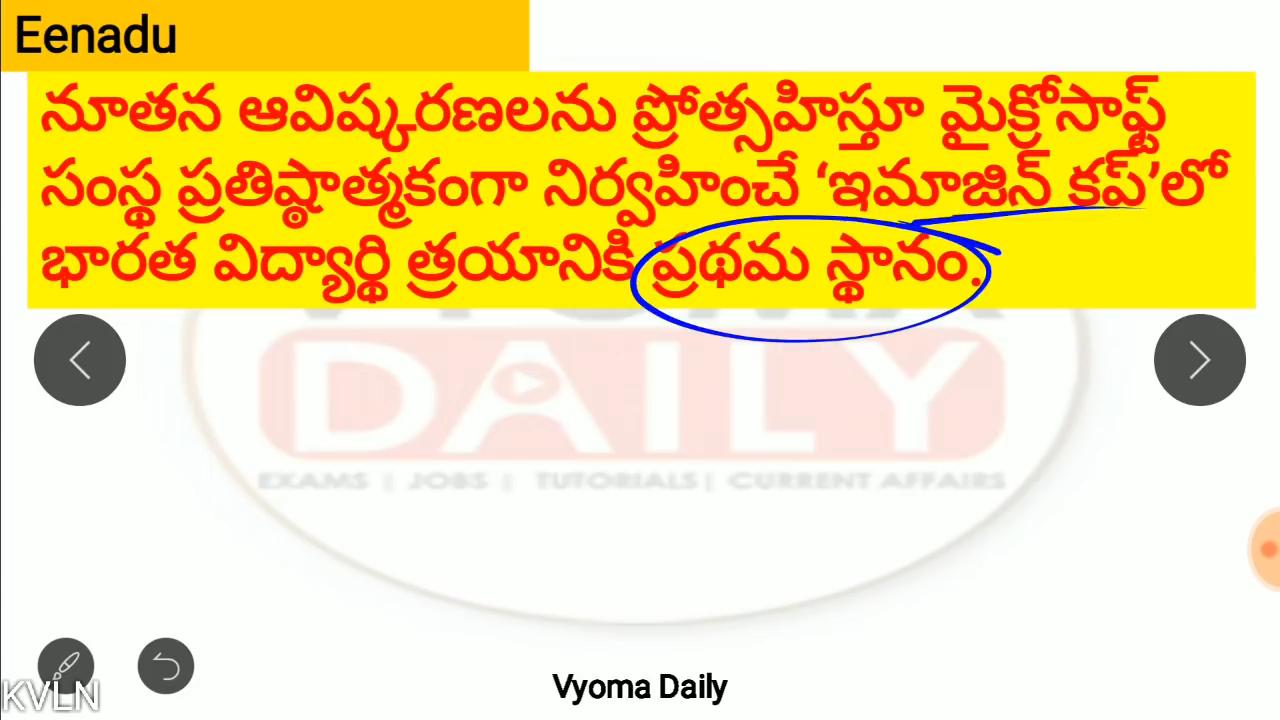 Eenadu
నూతన ఆవిష్కరణలను ప్రోత్సహిస్తూ మైక్రోసాఫ్ట్
సంస్థ ప్రతిష్ఠాత్మకంగా నిర్వహించే ‘ఇమాజిన్ కప్’లో
భారత విద్యార్థి త్రయానికి ప్రథమ స్థానం.
DAILY
EXAMS | JOBS | TUTORIALS | CURRENT AFFAIRS
KVLN
Vyoma Daily